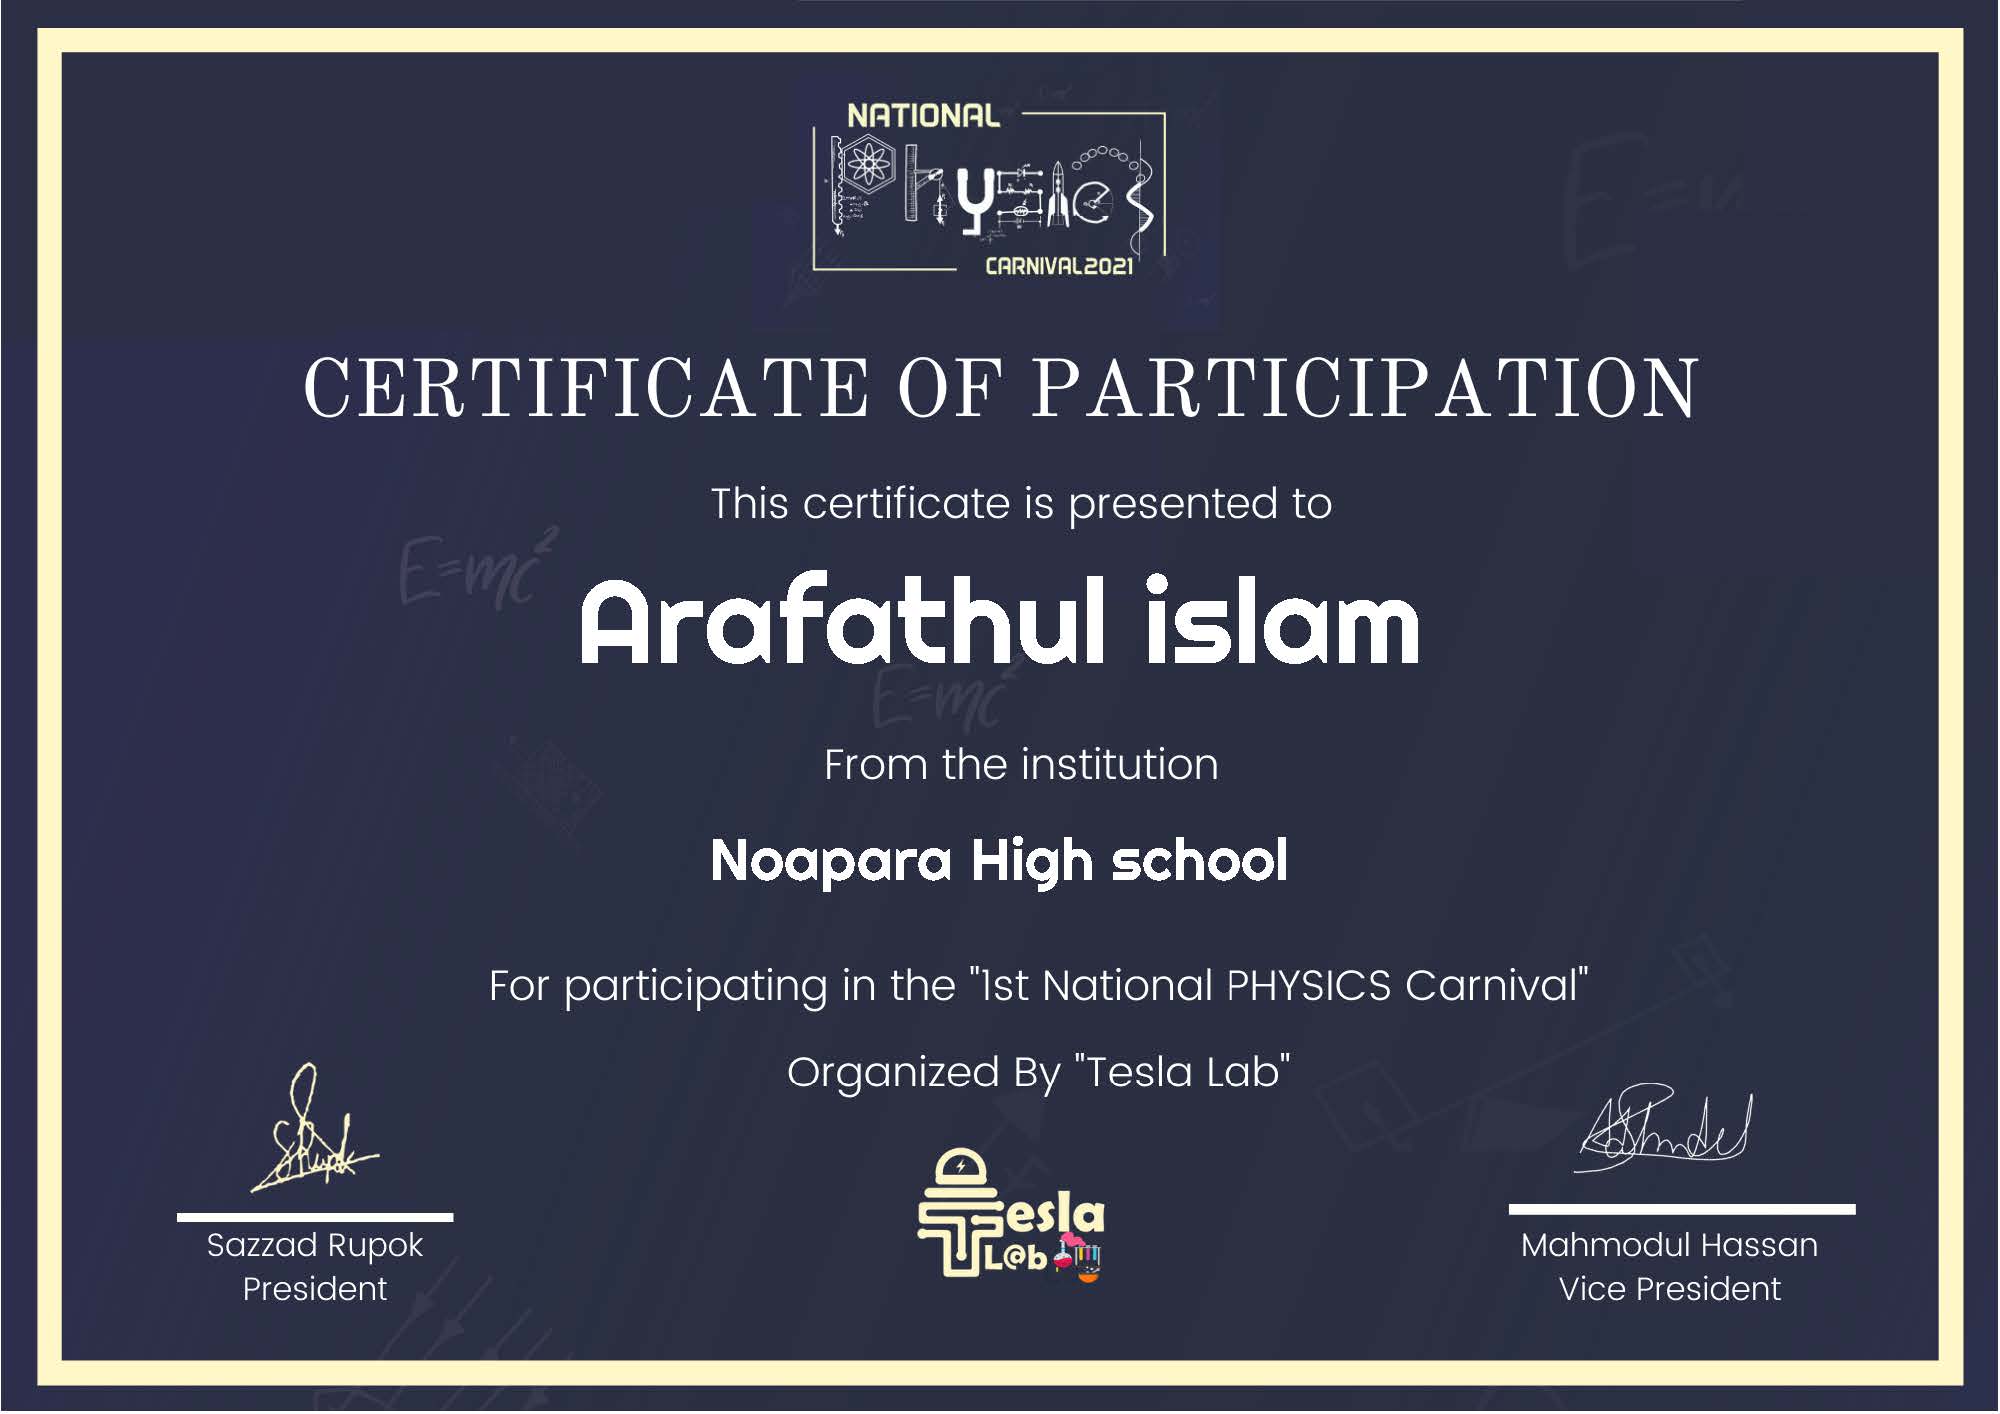 NATIONAL
Physics
CARNIVAL2021
CERTIFICATE OF PARTICIPATION
This certificate is presented to
E=mc²
Arafathul islam
E=mc²
From the institution
Noapara High school
For participating in the "1st National PHYSICS Carnival"
Organized By "Tesla Lab"
Tesla
L@b
Sazzad Rupok
President
Mahmodul Hassan
Vice President